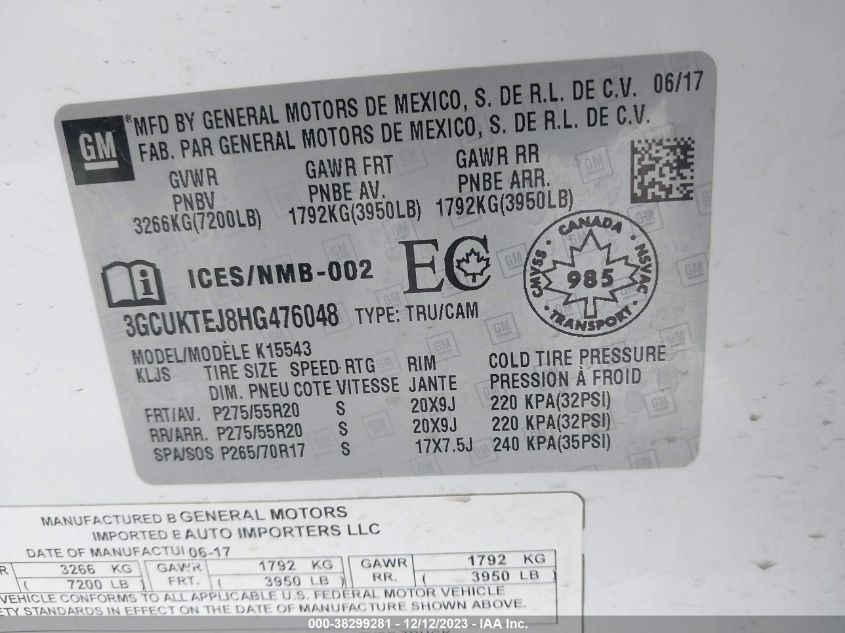 GM ® MFD BY GENERAL MOTORS DE MEXICO, S. DE R.L. DE C.V. 06/17
FAB. PAR GENERAL MOTORS DE MEXICO, S. DE R.L. DE C.V.
GVWR GAWR FRT GAWR RR
PNBV PNBE AV. PNBE ARR.
3266KG(7200LB) 1792KG(3950LB) 1792KG(3950LB)
i ICES/NMB-002 EC
CANADA
CMVSS 985 NSVAC
TRANSPORT
3GCUKTEJ8HG476048 TYPE: TRU/CAM
MODEL/MODÈLE K15543
KLJS TIRE SIZE SPEED RTG RIM COLD TIRE PRESSURE
DIM. PNEU COTE VITESSE JANTE PRESSION À FROID
FRT/AV. P275/55R20 S 20X9J 220 KPA(32PSI)
RR/ARR. P275/55R20 S 20X9J 220 KPA(32PSI)
SPA/SOS P265/70R17 S 17X7.5J 240 KPA(35PSI)
MANUFACTURED B GENERAL MOTORS
IMPORTED E AUTO IMPORTERS LLC
DATE OF MANUFACTUI 06-17
R 3266 KG GAWR 1792 KG GAWR 1792 KG
( 7200 LB ) FRT. ( 3950 LB ) RR. ( 3950 LB )
VEHICLE CONFORMS TO ALL APPLICABLE U.S. FEDERAL MOTOR VEHICLE
TY STANDARDS IN EFFECT ON THE DATE OF MANUFACTURE SHOWN ABOVE.
000-38299281 - 12/12/2023 - IAA Inc.